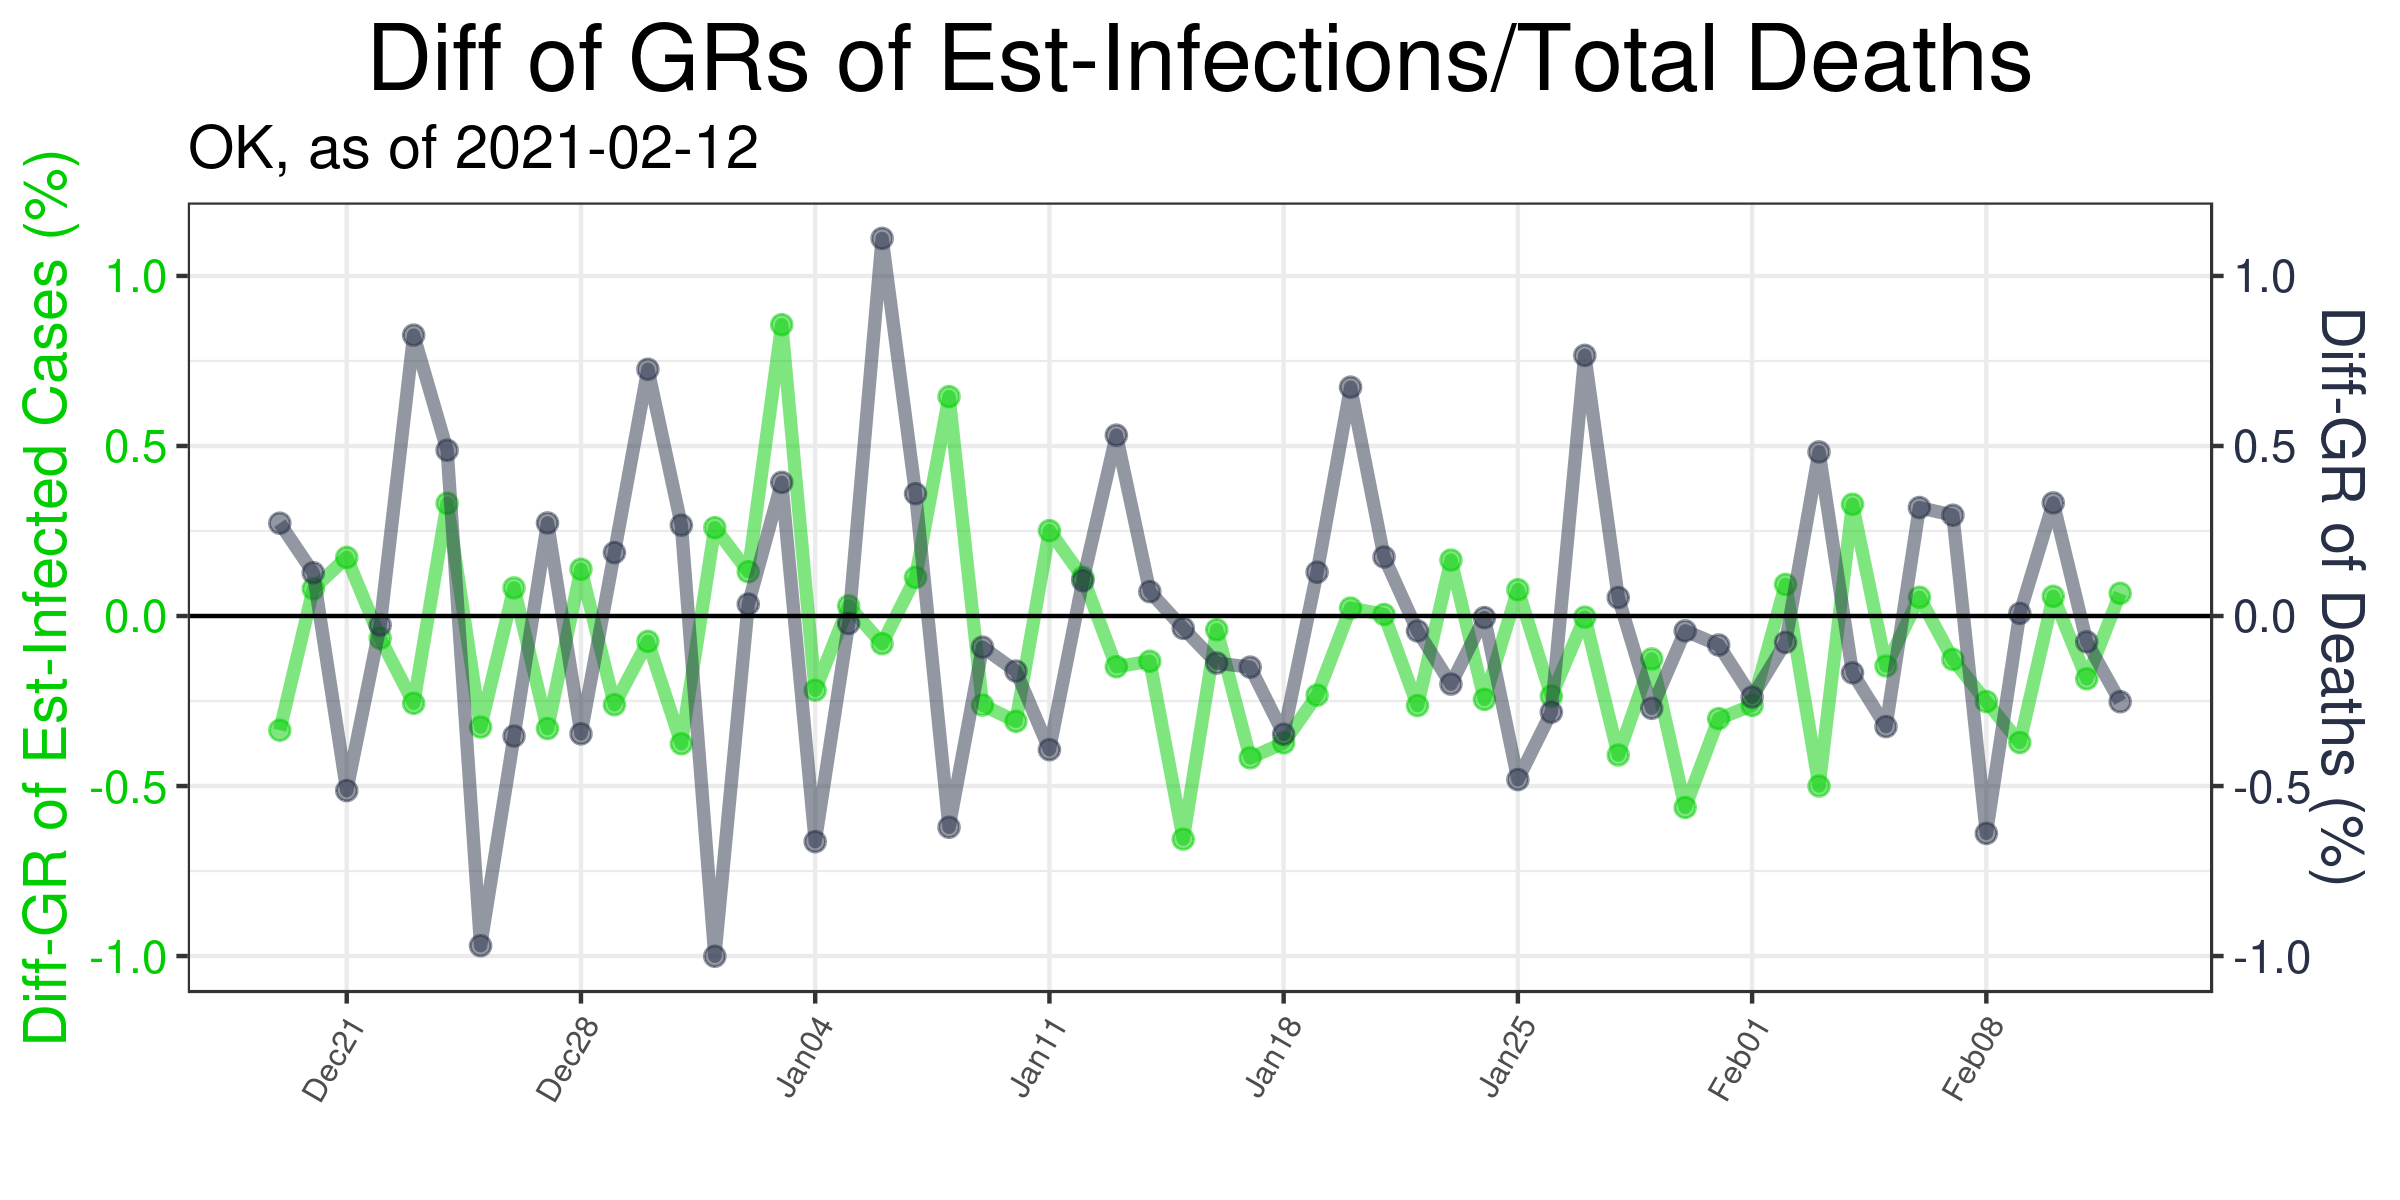 Diff of GRs of Est-Infections/Total Deaths
OK, as of 2021-02-12
Diff-GR of Est-Infected Cases (%)
1.0
0.5
0.0
-0.5
-1.0
1.0
0.5
0.0
-0.5
-1.0
Diff-GR of Deaths (%)
Dec21
Dec28
Jan04
Jan11
Jan18
Jan25
Feb01
Feb08